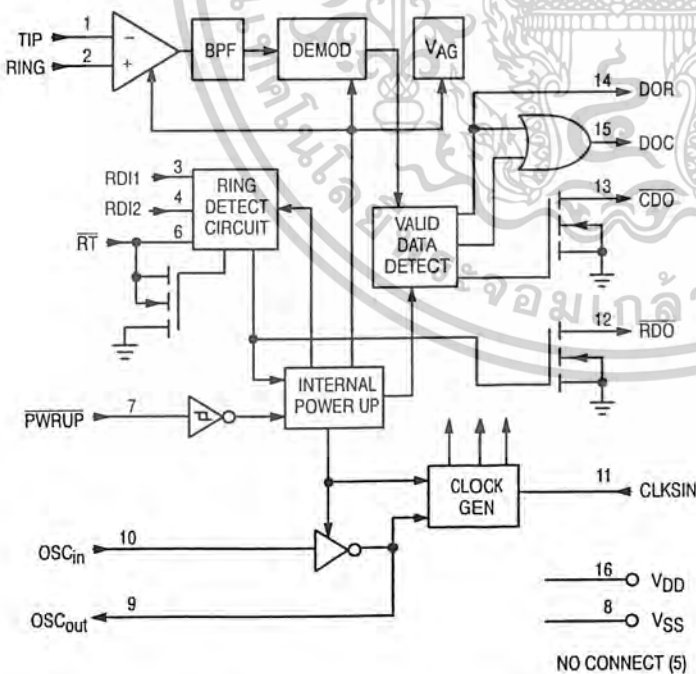 TIP 1 − BPF DEMOD VAG
RING 2 +
14 DOR
15 DOC
RDI1 3 RING DETECT CIRCUIT
RDI2 4
RT 6
VALID DATA DETECT
13 CDO
12 RDO
INTERNAL POWER UP
PWRUP 7
CLOCK GEN
11 CLKSIN
OSCin 10
OSCout 9
16 VDD
8 VSS
NO CONNECT (5)